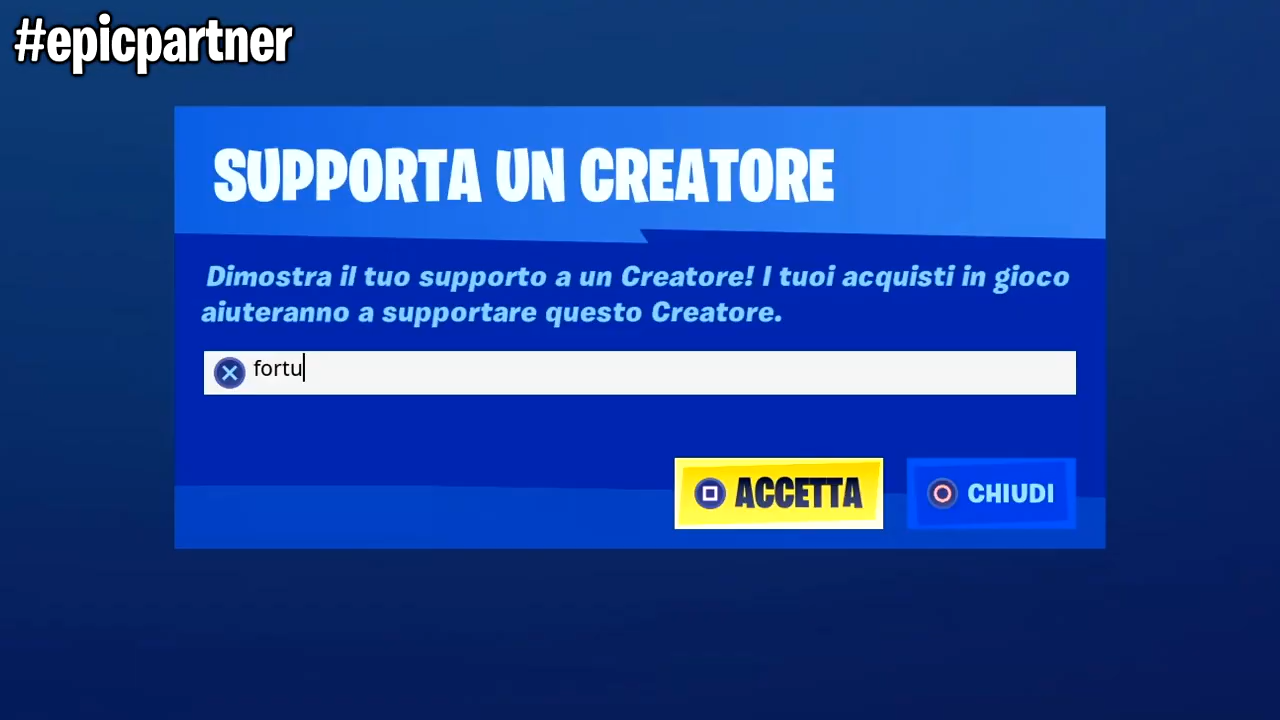 #epicpartner
SUPPORTA UN CREATORE
Dimostra il tuo supporto a un Creatore! I tuoi acquisti in gioco
aiuteranno a supportare questo Creatore.
fortu
ACCETTA
CHIUDI